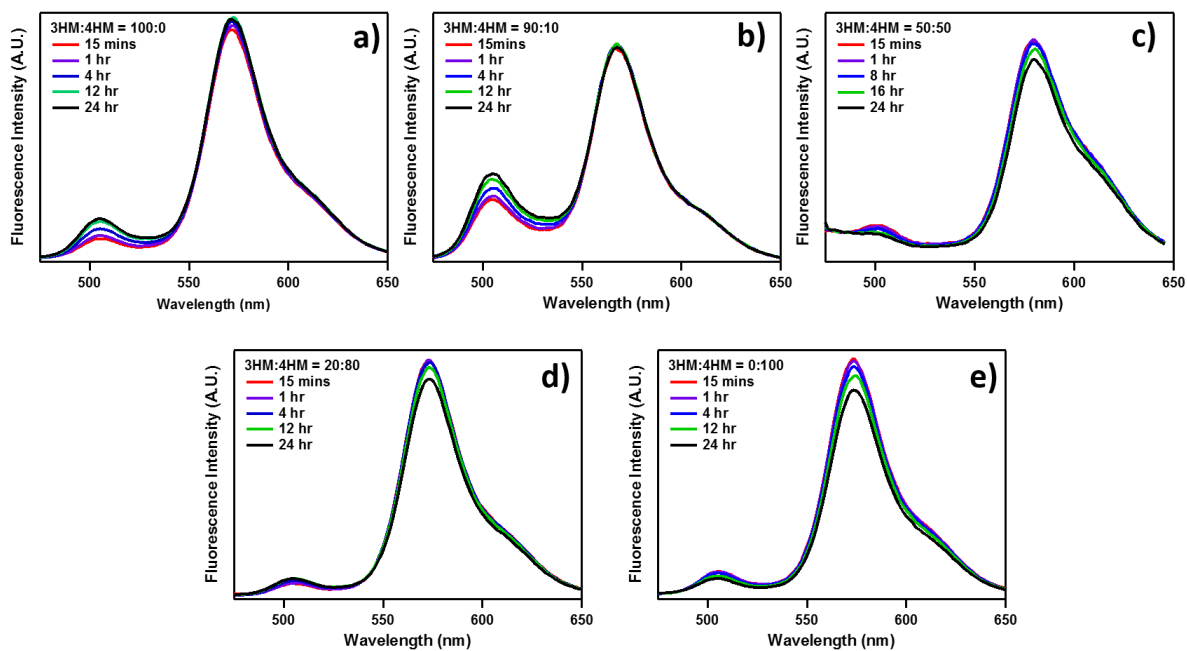 Fluorescence Intensity (A.U.)
3HM:4HM = 100:0
15 mins
1 hr
4 hr
12 hr
24 hr
a)
500 550 600 650
Wavelength (nm)
Fluorescence Intensity (A.U.)
3HM:4HM = 90:10
15mins
1 hr
4 hr
12 hr
24 hr
b)
500 550 600 650
Wavelength (nm)
Fluorescence Intensity (A.U.)
3HM:4HM = 50:50
15 mins
1 hr
8 hr
16 hr
24 hr
c)
500 550 600 650
Wavelength (nm)
Fluorescence Intensity (A.U.)
3HM:4HM = 20:80
15 mins
1 hr
4 hr
12 hr
24 hr
d)
500 550 600 650
Wavelength (nm)
Fluorescence Intensity (A.U.)
3HM:4HM = 0:100
15 mins
1 hr
4 hr
12 hr
24 hr
e)
500 550 600 650
Wavelength (nm)